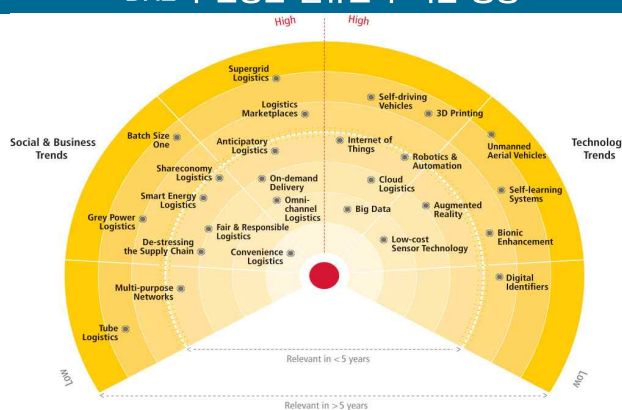 High
High
Supergrid
Logistics
Self-driving
Vehicles
Logistics
Marketplaces
3D Printing
Batch Size
One
Social & Business
Trends
Anticipatory
Logistics
Internet of
Things
Unmanned
Aerial Vehicles
Technolog
Trends
Robotics &
Automation
Shareconomy
Logistics
On-demand
Delivery
Cloud
Logistics
Smart Energy
Logistics
Omni-
channel
Logistics
Self-learning
Systems
Grey Power
Logistics
Big Data
Augmented
Reality
Fair & Responsible
Logistics
Bionic
Enhancement
De-stressing
the Supply Chain
Convenience
Logistics
Low-cost
Sensor Technology
Multi-purpose
Networks
Digital
Identifiers
Tube
Logistics
Relevant in < 5 years
Low
Low
Relevant in > 5 years